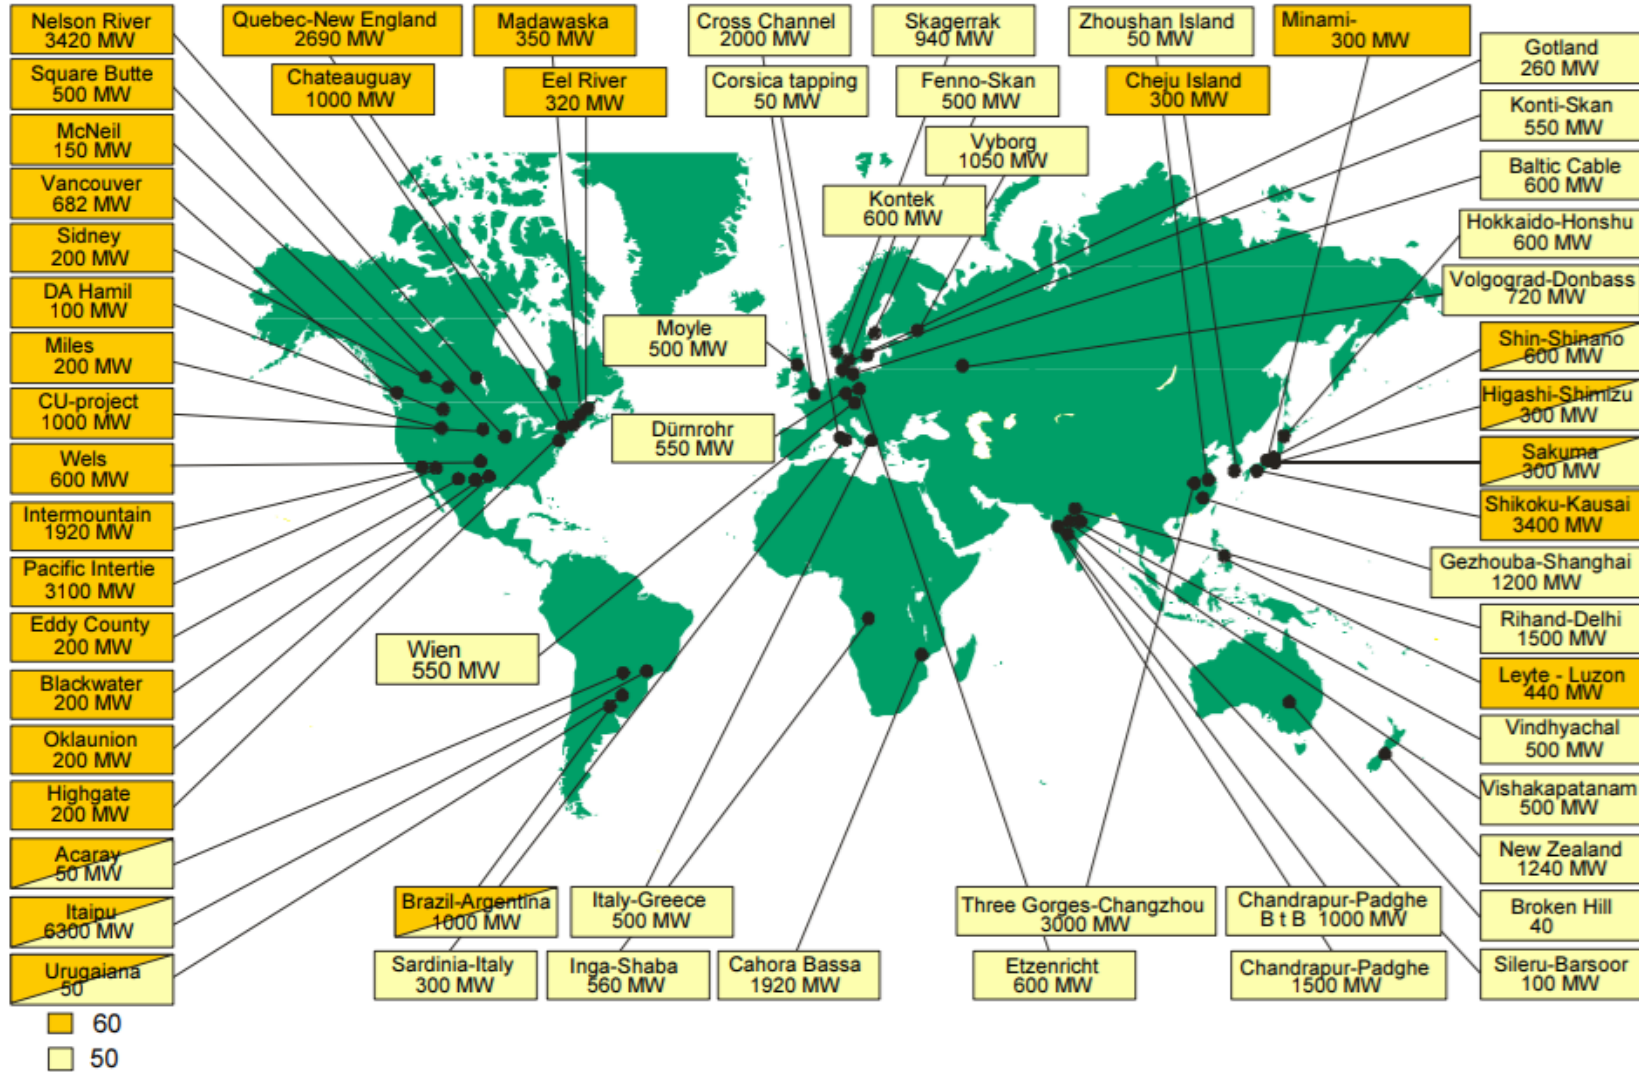 Nelson River
3420 MW
Square Butte
500 MW
McNeil
150 MW
Vancouver
682 MW
Sidney
200 MW
DA Hamil
100 MW
Miles
200 MW
CU-project
1000 MW
Wels
600 MW
Intermountain
1920 MW
Pacific Intertie
3100 MW
Eddy County
200 MW
Blackwater
200 MW
Oklaunion
200 MW
Highgate
200 MW
Acaray
50 MW
Itaipu
6300 MW
Urugaiana
50
60
50
Quebec-New England
2690 MW
Chateauguay
1000 MW
Madawaska
350 MW
Eel River
320 MW
Cross Channel
2000 MW
Corsica tapping
50 MW
Skagerrak
940 MW
Fenno-Skan
500 MW
Vyborg
1050 MW
Kontek
600 MW
Zhoushan Island
50 MW
Cheju Island
300 MW
Minami-
300 MW
Moyle
500 MW
Dürnrohr
550 MW
Wien
550 MW
Brazil-Argentina
1000 MW
Sardinia-Italy
300 MW
Italy-Greece
500 MW
Inga-Shaba
560 MW
Cahora Bassa
1920 MW
Three Gorges-Changzhou
3000 MW
Etzenricht
600 MW
Chandrapur-Padghe
B t B 1000 MW
Chandrapur-Padghe
1500 MW
Gotland
260 MW
Konti-Skan
550 MW
Baltic Cable
600 MW
Hokkaido-Honshu
600 MW
Volgograd-Donbass
720 MW
Shin-Shinano
600 MW
Higashi-Shimizu
300 MW
Sakuma
300 MW
Shikoku-Kausai
3400 MW
Gezhouba-Shanghai
1200 MW
Rihand-Delhi
1500 MW
Leyte - Luzon
440 MW
Vindhyachal
500 MW
Vishakapatanam
500 MW
New Zealand
1240 MW
Broken Hill
40
Sileru-Barsoor
100 MW